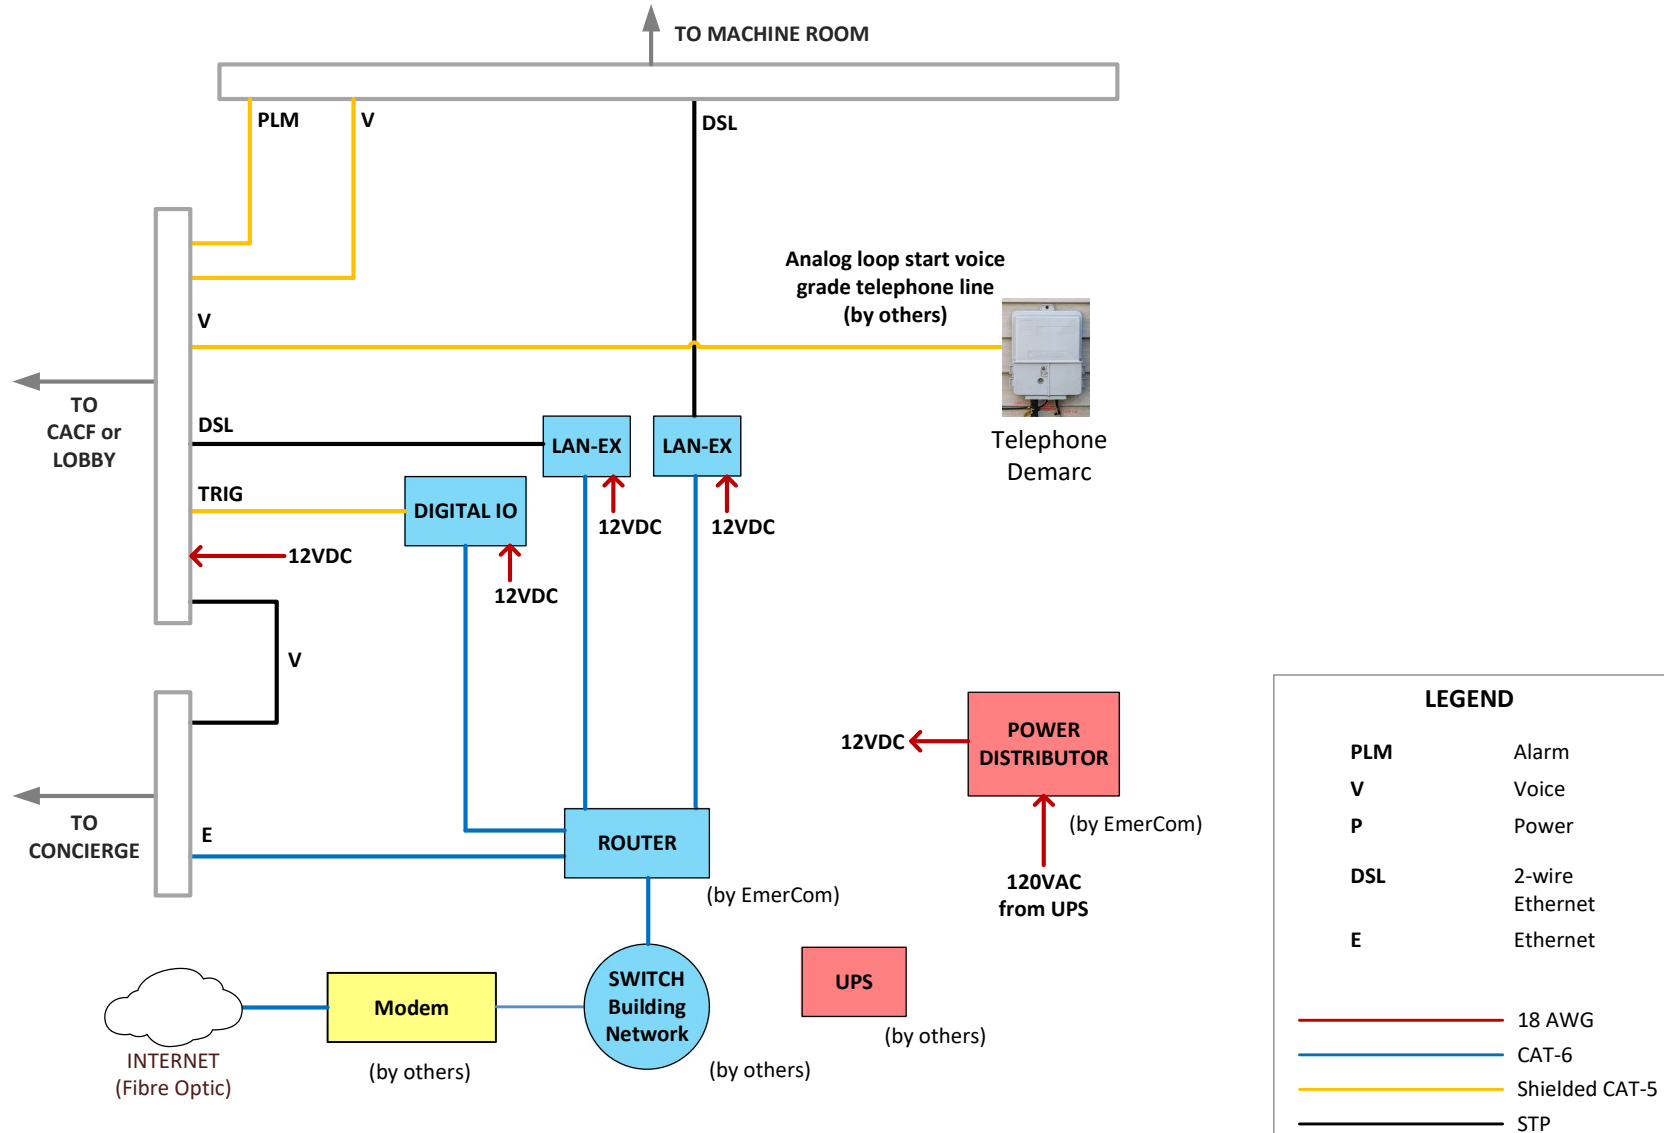 TO MACHINE ROOM
PLM
V
DSL
Analog loop start voice
grade telephone line
(by others)
V
TO
CACF or
LOBBY
DSL
LAN-EX
LAN-EX
Telephone
Demarc
TRIG
DIGITAL IO
12VDC
12VDC
12VDC
12VDC
V
LEGEND
POWER
DISTRIBUTOR
12VDC
PLM Alarm
V Voice
P Power
DSL 2-wire
Ethernet
E Ethernet
(by EmerCom)
TO
CONCIERGE
E
ROUTER
(by EmerCom)
120VAC
from UPS
SWITCH
Building
Network
UPS
Modem
(by others)
(by others)
(by others)
INTERNET
(Fibre Optic)
18 AWG
CAT-6
Shielded CAT-5
STP